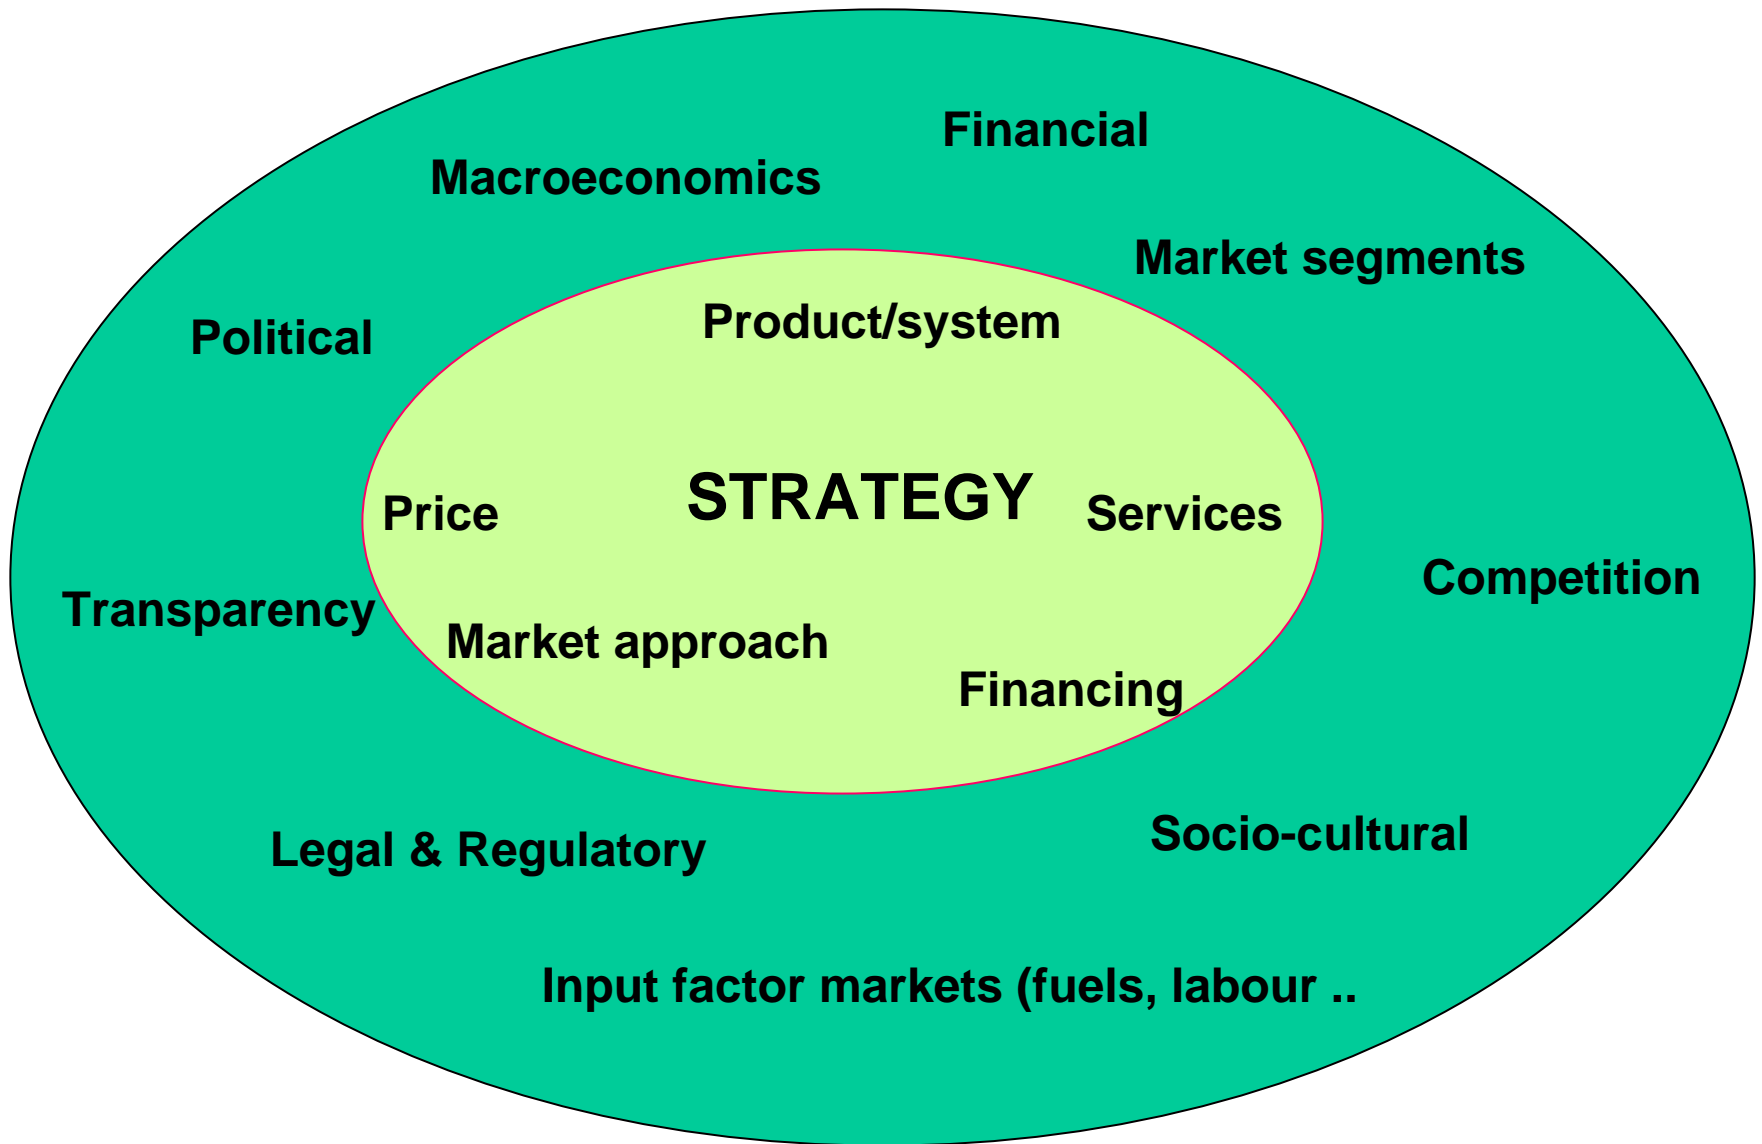 Financial
Macroeconomics
Market segments
Product/system
Political
STRATEGY
Price
Services
Competition
Transparency
Market approach
Financing
Socio-cultural
Legal & Regulatory
Input factor markets (fuels, labour ..